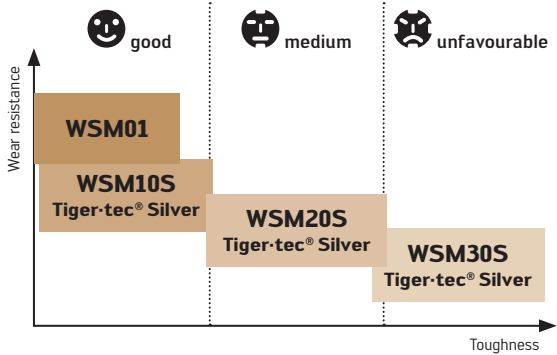 good
medium
unfavourable
Wear resistance
WSM01
WSM10S
Tiger·tec® Silver
WSM20S
Tiger·tec® Silver
WSM30S
Tiger·tec® Silver
Toughness